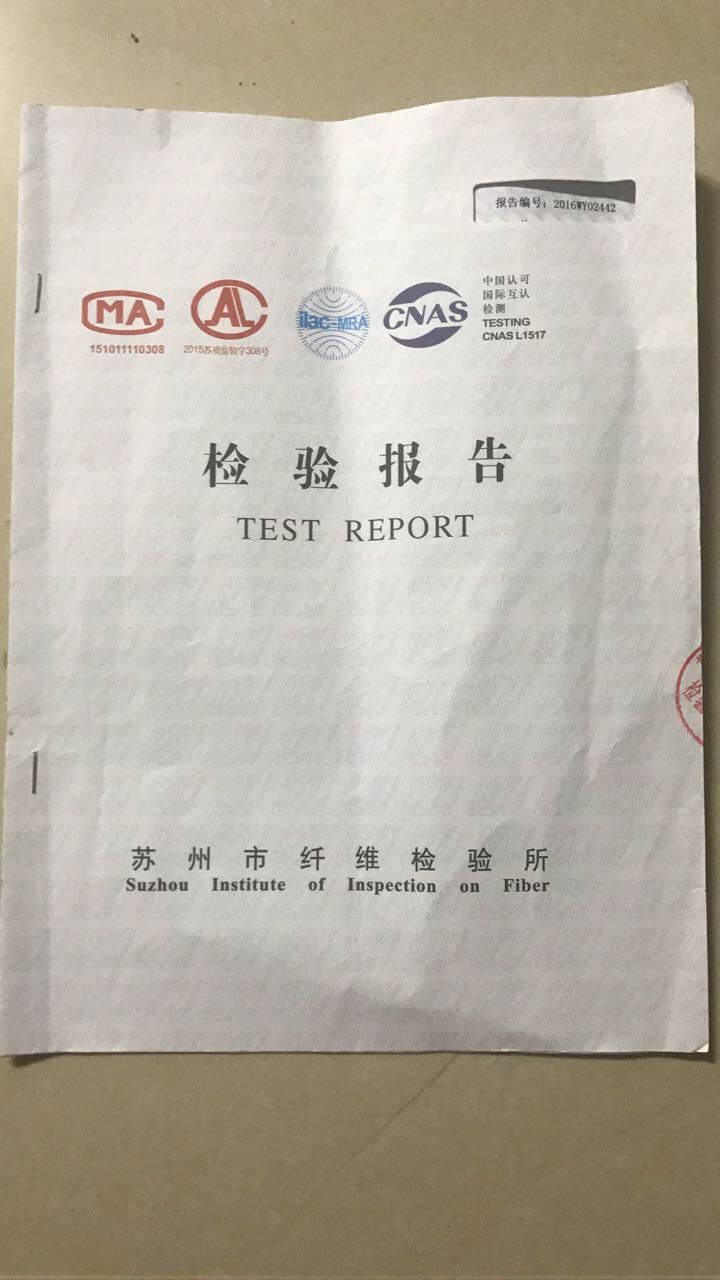 报告编号：2016WY02442
MA
151011110308
CAL
2015苏质监验字308号
ilac-MRA
CNAS
中国认可
国际互认
检测
TESTING
CNAS L1517
检验报告
TEST REPORT
苏州市纤维检验所
Suzhou Institute of Inspection on Fiber